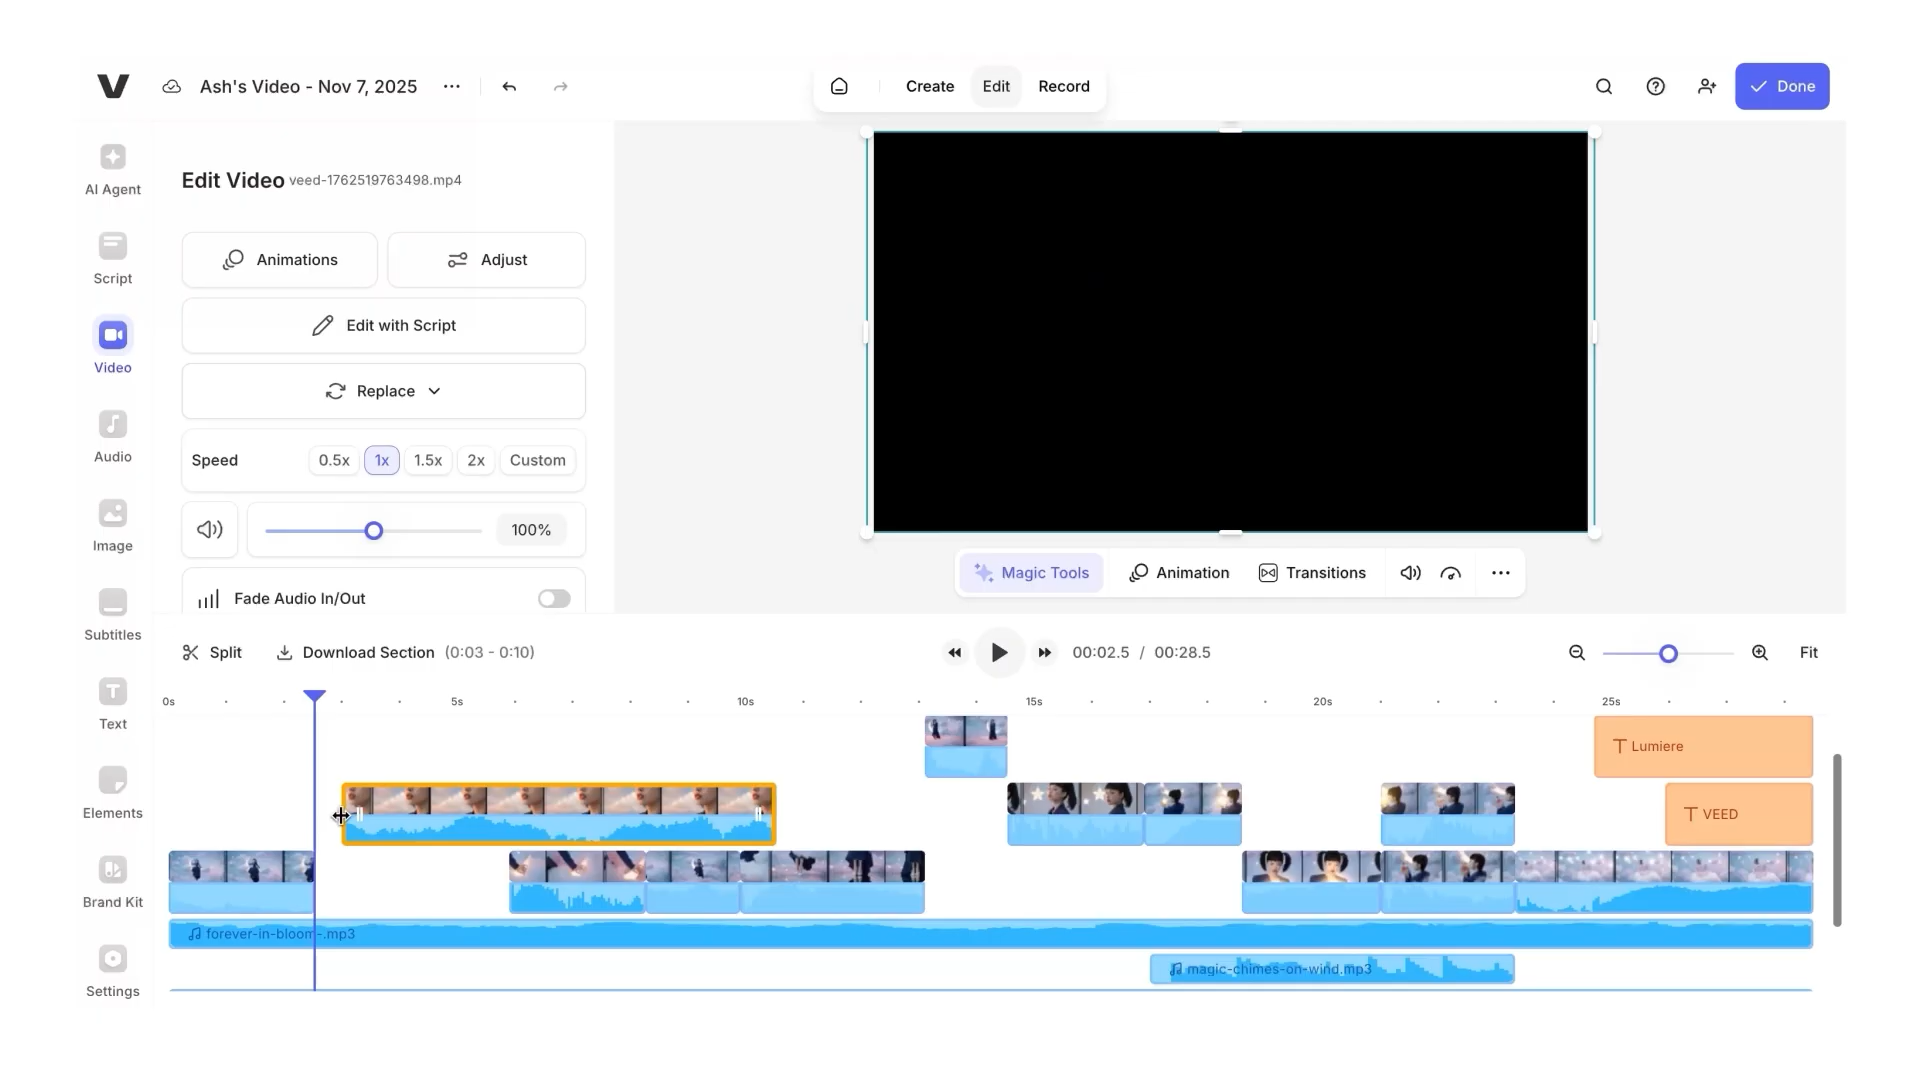 Ash's Video - Nov 7, 2025
Create
Edit
Record
Done
AI Agent
Script
Video
Audio
Image
Subtitles
Text
Elements
Brand Kit
Settings
Edit Video veed-1762519763498.mp4
Animations
Adjust
Edit with Script
Replace
Speed 0.5x 1x 1.5x 2x Custom
100%
Fade Audio In/Out
Magic Tools
Animation
Transitions
Split
Download Section (0:03 - 0:10)
00:02.5 / 00:28.5
Fit
0s 5s 10s 15s 20s 25s
Lumiere
VEED
forever-in-bloom-.mp3
magic-chimes-on-wind.mp3